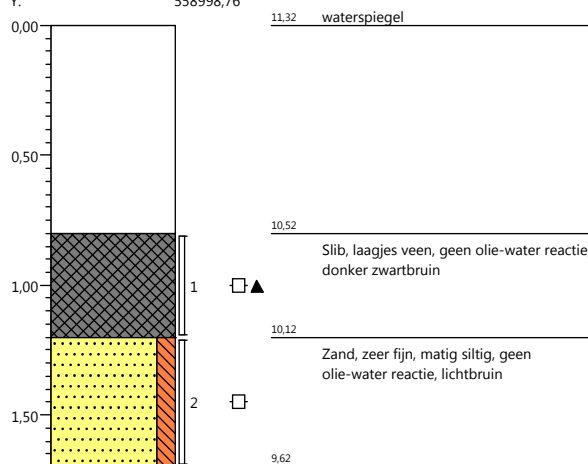 Y: 558998,76
11,32 waterspiegel
0,00
0,50
10,52
Slib, laagjes veen, geen olie-water reactie
donker zwartbruin
1,00 1
10,12
Zand, zeer fijn, matig siltig, geen
olie-water reactie, lichtbruin
1,50 2
9,62